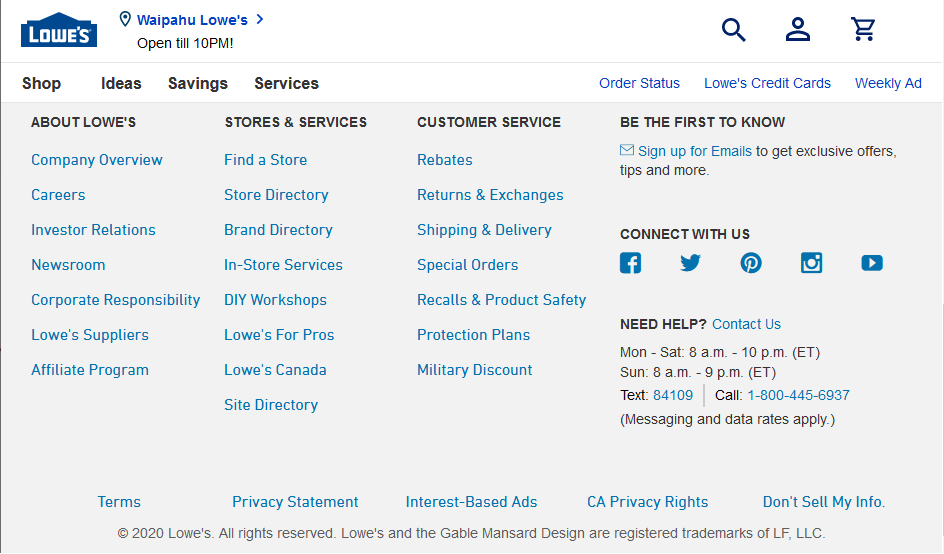 LOWE'S
Waipahu Lowe's
Open till 10PM!
Shop Ideas Savings Services
Order Status Lowe's Credit Cards Weekly Ad
ABOUT LOWE'S
Company Overview
Careers
Investor Relations
Newsroom
Corporate Responsibility
Lowe's Suppliers
Affiliate Program
STORES & SERVICES
Find a Store
Store Directory
Brand Directory
In-Store Services
DIY Workshops
Lowe's For Pros
Lowe's Canada
Site Directory
CUSTOMER SERVICE
Rebates
Returns & Exchanges
Shipping & Delivery
Special Orders
Recalls & Product Safety
Protection Plans
Military Discount
BE THE FIRST TO KNOW
Sign up for Emails to get exclusive offers,
tips and more.
CONNECT WITH US
NEED HELP? Contact Us
Mon - Sat: 8 a.m. - 10 p.m. (ET)
Sun: 8 a.m. - 9 p.m. (ET)
Text: 84109 Call: 1-800-445-6937
(Messaging and data rates apply.)
Terms Privacy Statement Interest-Based Ads CA Privacy Rights Don't Sell My Info.
© 2020 Lowe's. All rights reserved. Lowe's and the Gable Mansard Design are registered trademarks of LF, LLC.